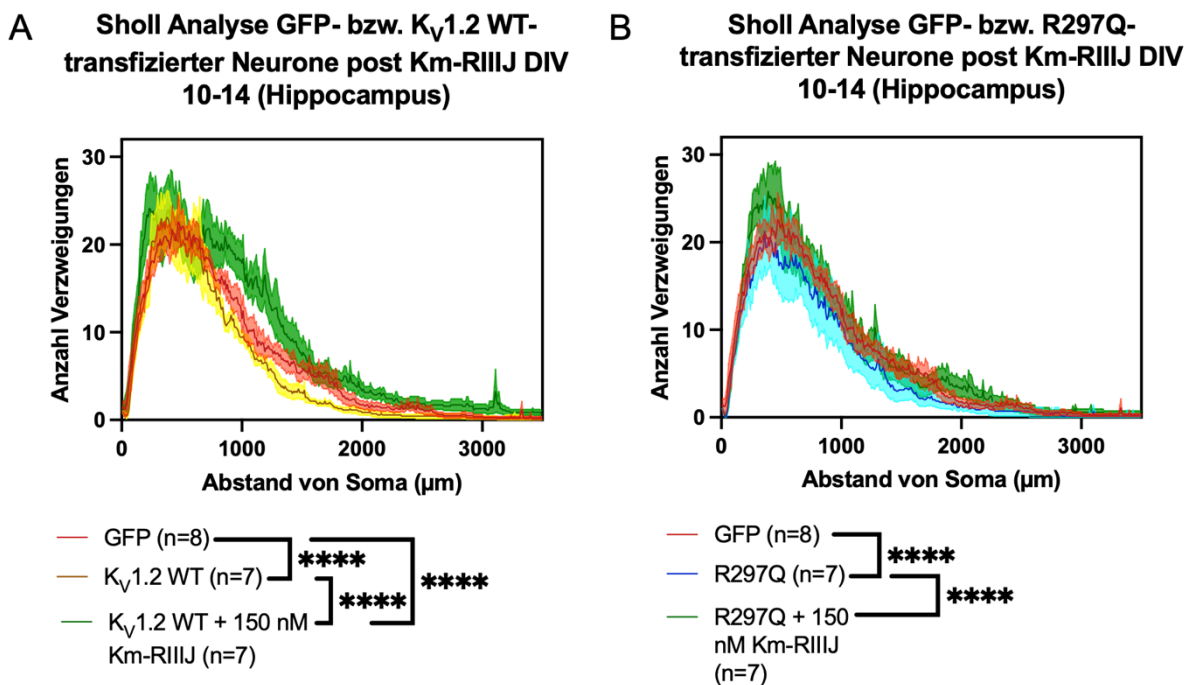 A
Sholl Analyse GFP- bzw. KV1.2 WT-
transfizierter Neurone post Km-RIIIJ DIV
10-14 (Hippocampus)
Anzahl Verzweigungen
30
20
10
0
0 1000 2000 3000
Abstand von Soma (µm)
GFP (n=8)
KV1.2 WT (n=7)
KV1.2 WT + 150 nM
Km-RIIIJ (n=7)
****
****
****
B
Sholl Analyse GFP- bzw. R297Q-
transfizierter Neurone post Km-RIIIJ DIV
10-14 (Hippocampus)
Anzahl Verzweigungen
30
20
10
0
0 1000 2000 3000
Abstand von Soma (µm)
GFP (n=8)
R297Q (n=7)
R297Q + 150
nM Km-RIIIJ
(n=7)
****
****